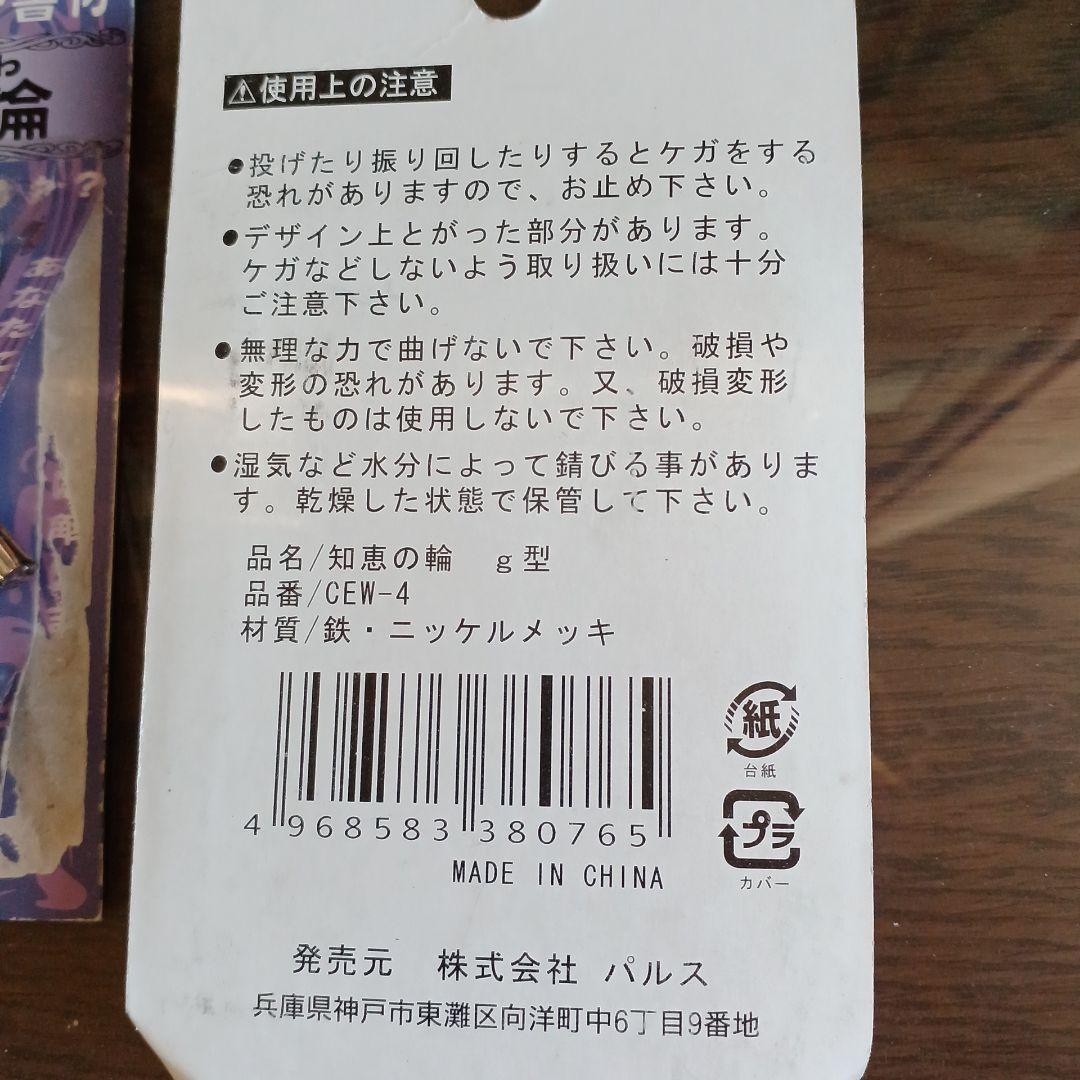 わ
輪
か?
あなたに
使用上の注意
●投げたり振り回したりするとケガをする
恐れがありますので、お止め下さい。
●デザイン上とがった部分があります。
ケガなどしないよう取り扱いには十分
ご注意下さい。
●無理な力で曲げないで下さい。破損や
変形の恐れがあります。又、破損変形
したものは使用しないで下さい。
●湿気など水分によって錆びる事がありま
す。乾燥した状態で保管して下さい。
品名/知恵の輪 g型
品番/CEW-4
材質/鉄・ニッケルメッキ
4 968583 380765
MADE IN CHINA
紙
台紙
プラ
カバー
発売元 株式会社 パルス
兵庫県神戸市東灘区向洋町中6丁目9番地